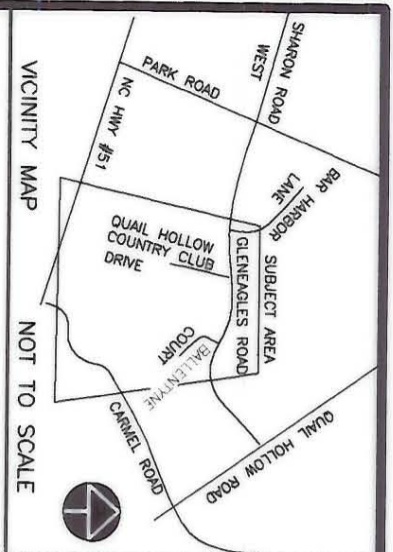 SHARON ROAD
WEST
PARK ROAD
NC HWY #51
BAR HARBOR
LANE
SUBJECT AREA
GLENEAGLES ROAD
QUAIL HOLLOW
COUNTRY CLUB
DRIVE
BALLENTYNE
COURT
QUAIL HOLLOW ROAD
CARMEL ROAD
VICINITY MAP
NOT TO SCALE